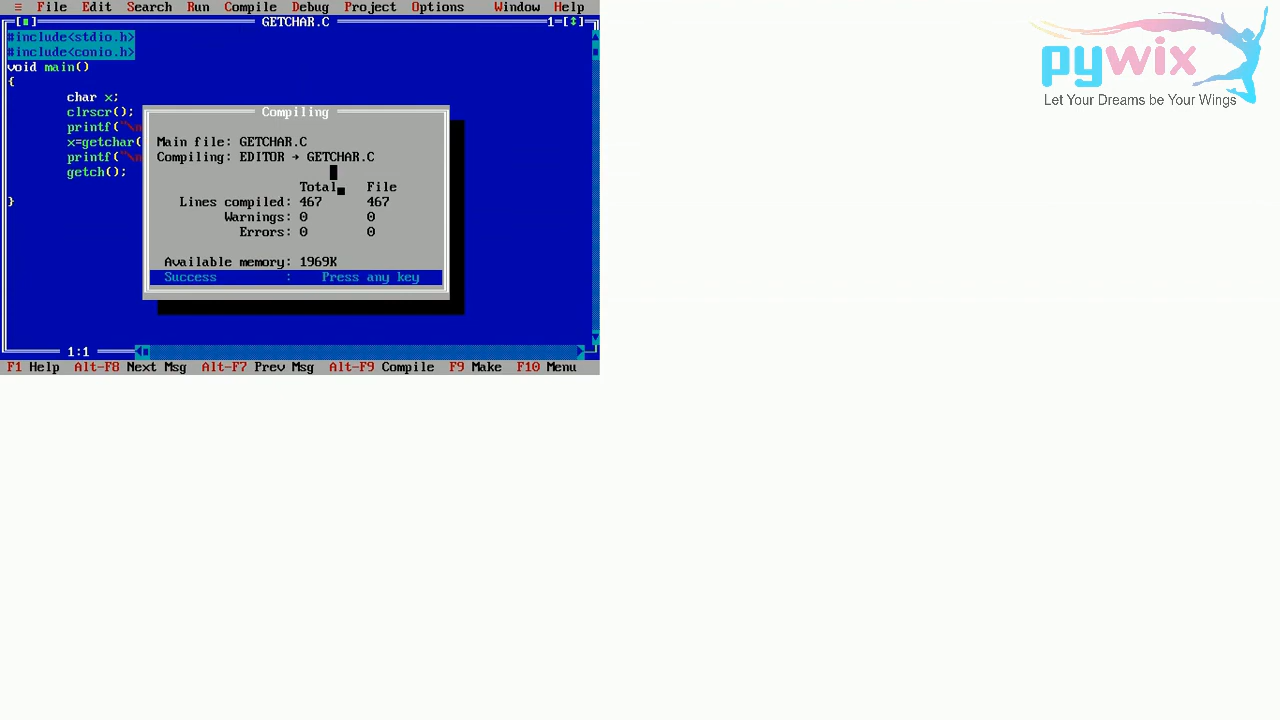 ≡ File Edit Search Run Compile Debug Project Options Window Help
[■] GETCHAR.C 1=[↕]
#include<stdio.h>
#include<conio.h>
void main()
{
char x;
clrscr();
printf("\n
x=getchar(
printf("\n
getch();
}
Compiling
Main file: GETCHAR.C
Compiling: EDITOR → GETCHAR.C
Total File
Lines compiled: 467 467
Warnings: 0 0
Errors: 0 0
Available memory: 1969K
Success : Press any key
1:1
F1 Help Alt-F8 Next Msg Alt-F7 Prev Msg Alt-F9 Compile F9 Make F10 Menu
pywix
Let Your Dreams be Your Wings